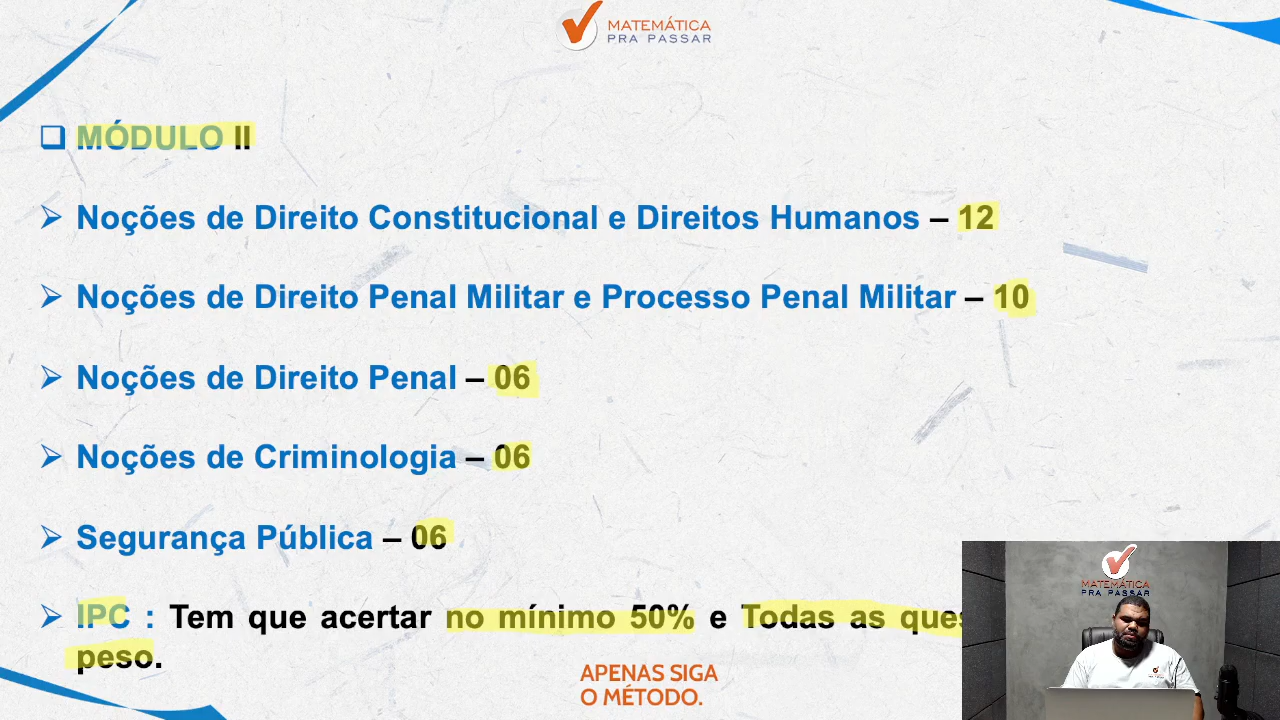 MATEMÁTICA
PRA PASSAR
MÓDULO II
Noções de Direito Constitucional e Direitos Humanos – 12
Noções de Direito Penal Militar e Processo Penal Militar – 10
Noções de Direito Penal – 06
Noções de Criminologia – 06
Segurança Pública – 06
IPC : Tem que acertar no mínimo 50% e Todas as
peso.
APENAS SIGA
O MÉTODO.
MATEMÁTICA
PRA PASSAR